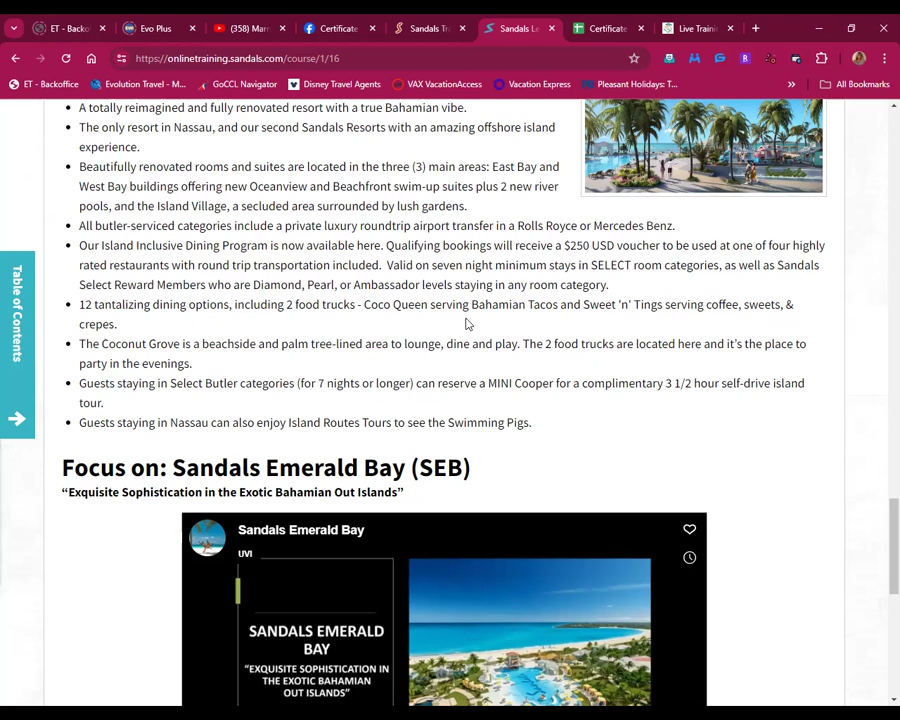 ET - Backo
Evo Plus
(358) Marr
Certificate
Sandals Tr
Sandals Le
Certificate
Live Trainin
https://onlinetraining.sandals.com/course/1/16
ET - Backoffice
Evolution Travel - M...
GoCCL Navigator
Disney Travel Agents
VAX VacationAccess
Vacation Express
Pleasant Holidays: T...
»
All Bookmarks
• A totally reimagined and fully renovated resort with a true Bahamian vibe.
• The only resort in Nassau, and our second Sandals Resorts with an amazing offshore island
experience.
• Beautifully renovated rooms and suites are located in the three (3) main areas: East Bay and
West Bay buildings offering new Oceanview and Beachfront swim-up suites plus 2 new river
pools, and the Island Village, a secluded area surrounded by lush gardens.
• All butler-serviced categories include a private luxury roundtrip airport transfer in a Rolls Royce or Mercedes Benz.
• Our Island Inclusive Dining Program is now available here. Qualifying bookings will receive a $250 USD voucher to be used at one of four highly
rated restaurants with round trip transportation included. Valid on seven night minimum stays in SELECT room categories, as well as Sandals
Select Reward Members who are Diamond, Pearl, or Ambassador levels staying in any room category.
• 12 tantalizing dining options, including 2 food trucks - Coco Queen serving Bahamian Tacos and Sweet 'n' Tings serving coffee, sweets, &
crepes.
• The Coconut Grove is a beachside and palm tree-lined area to lounge, dine and play. The 2 food trucks are located here and it's the place to
party in the evenings.
• Guests staying in Select Butler categories (for 7 nights or longer) can reserve a MINI Cooper for a complimentary 3 1/2 hour self-drive island
tour.
• Guests staying in Nassau can also enjoy Island Routes Tours to see the Swimming Pigs.
Table of Contents
Focus on: Sandals Emerald Bay (SEB)
“Exquisite Sophistication in the Exotic Bahamian Out Islands”
Sandals Emerald Bay
UVI
SANDALS EMERALD
BAY
“EXQUISITE SOPHISTICATION IN
THE EXOTIC BAHAMIAN
OUT ISLANDS”